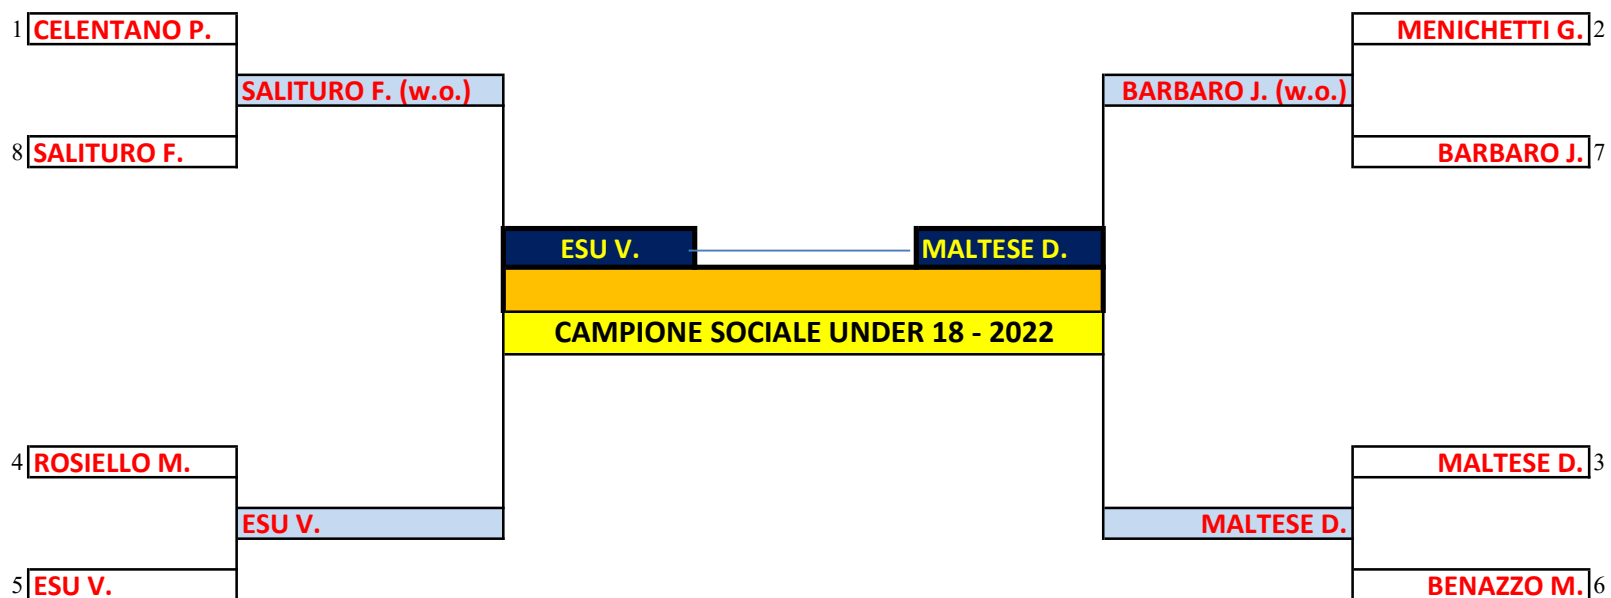 1 CELENTANO P.
MENICHETTI G. 2
SALITURO F. (w.o.)
BARBARO J. (w.o.)
8 SALITURO F.
BARBARO J. 7
ESU V.
MALTESE D.
CAMPIONE SOCIALE UNDER 18 - 2022
4 ROSIELLO M.
MALTESE D. 3
ESU V.
MALTESE D.
5 ESU V.
BENAZZO M. 6